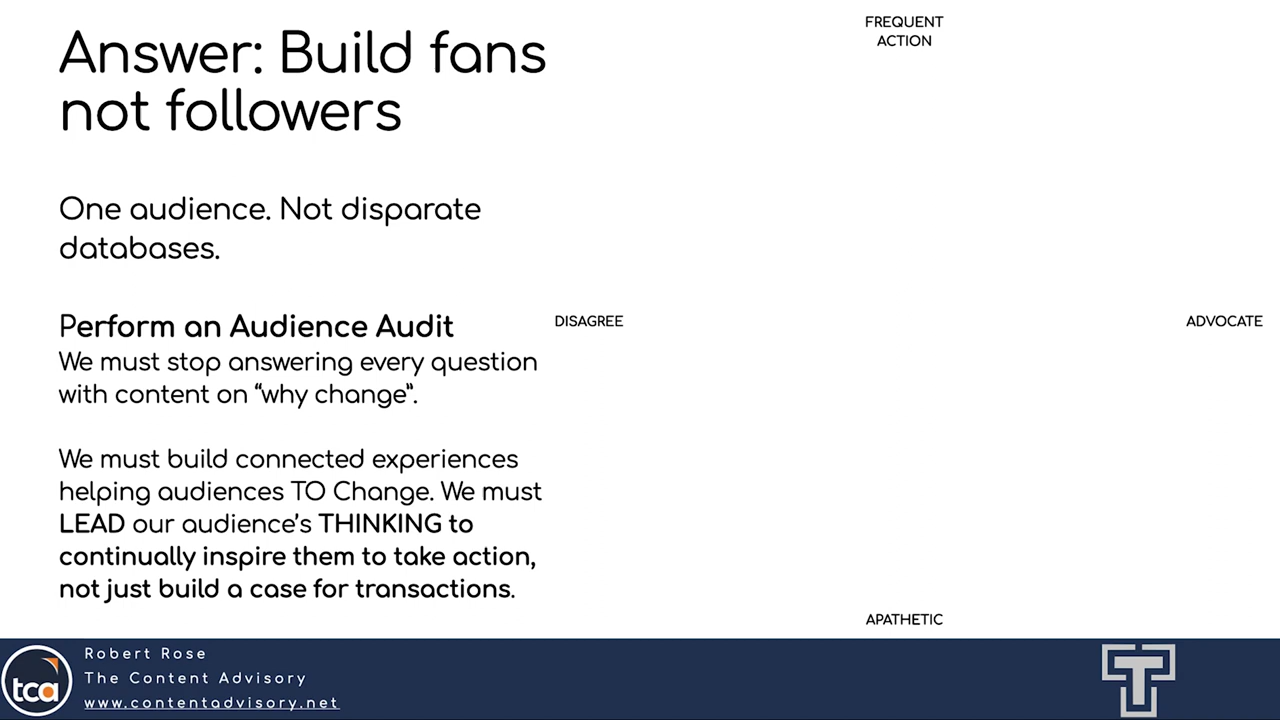 Answer: Build fans
not followers
One audience. Not disparate
databases.
Perform an Audience Audit
We must stop answering every question
with content on “why change”.
We must build connected experiences
helping audiences TO Change. We must
LEAD our audience’s THINKING to
continually inspire them to take action,
not just build a case for transactions.
FREQUENT
ACTION
DISAGREE
ADVOCATE
APATHETIC
tca
Robert Rose
The Content Advisory
www.contentadvisory.net
T